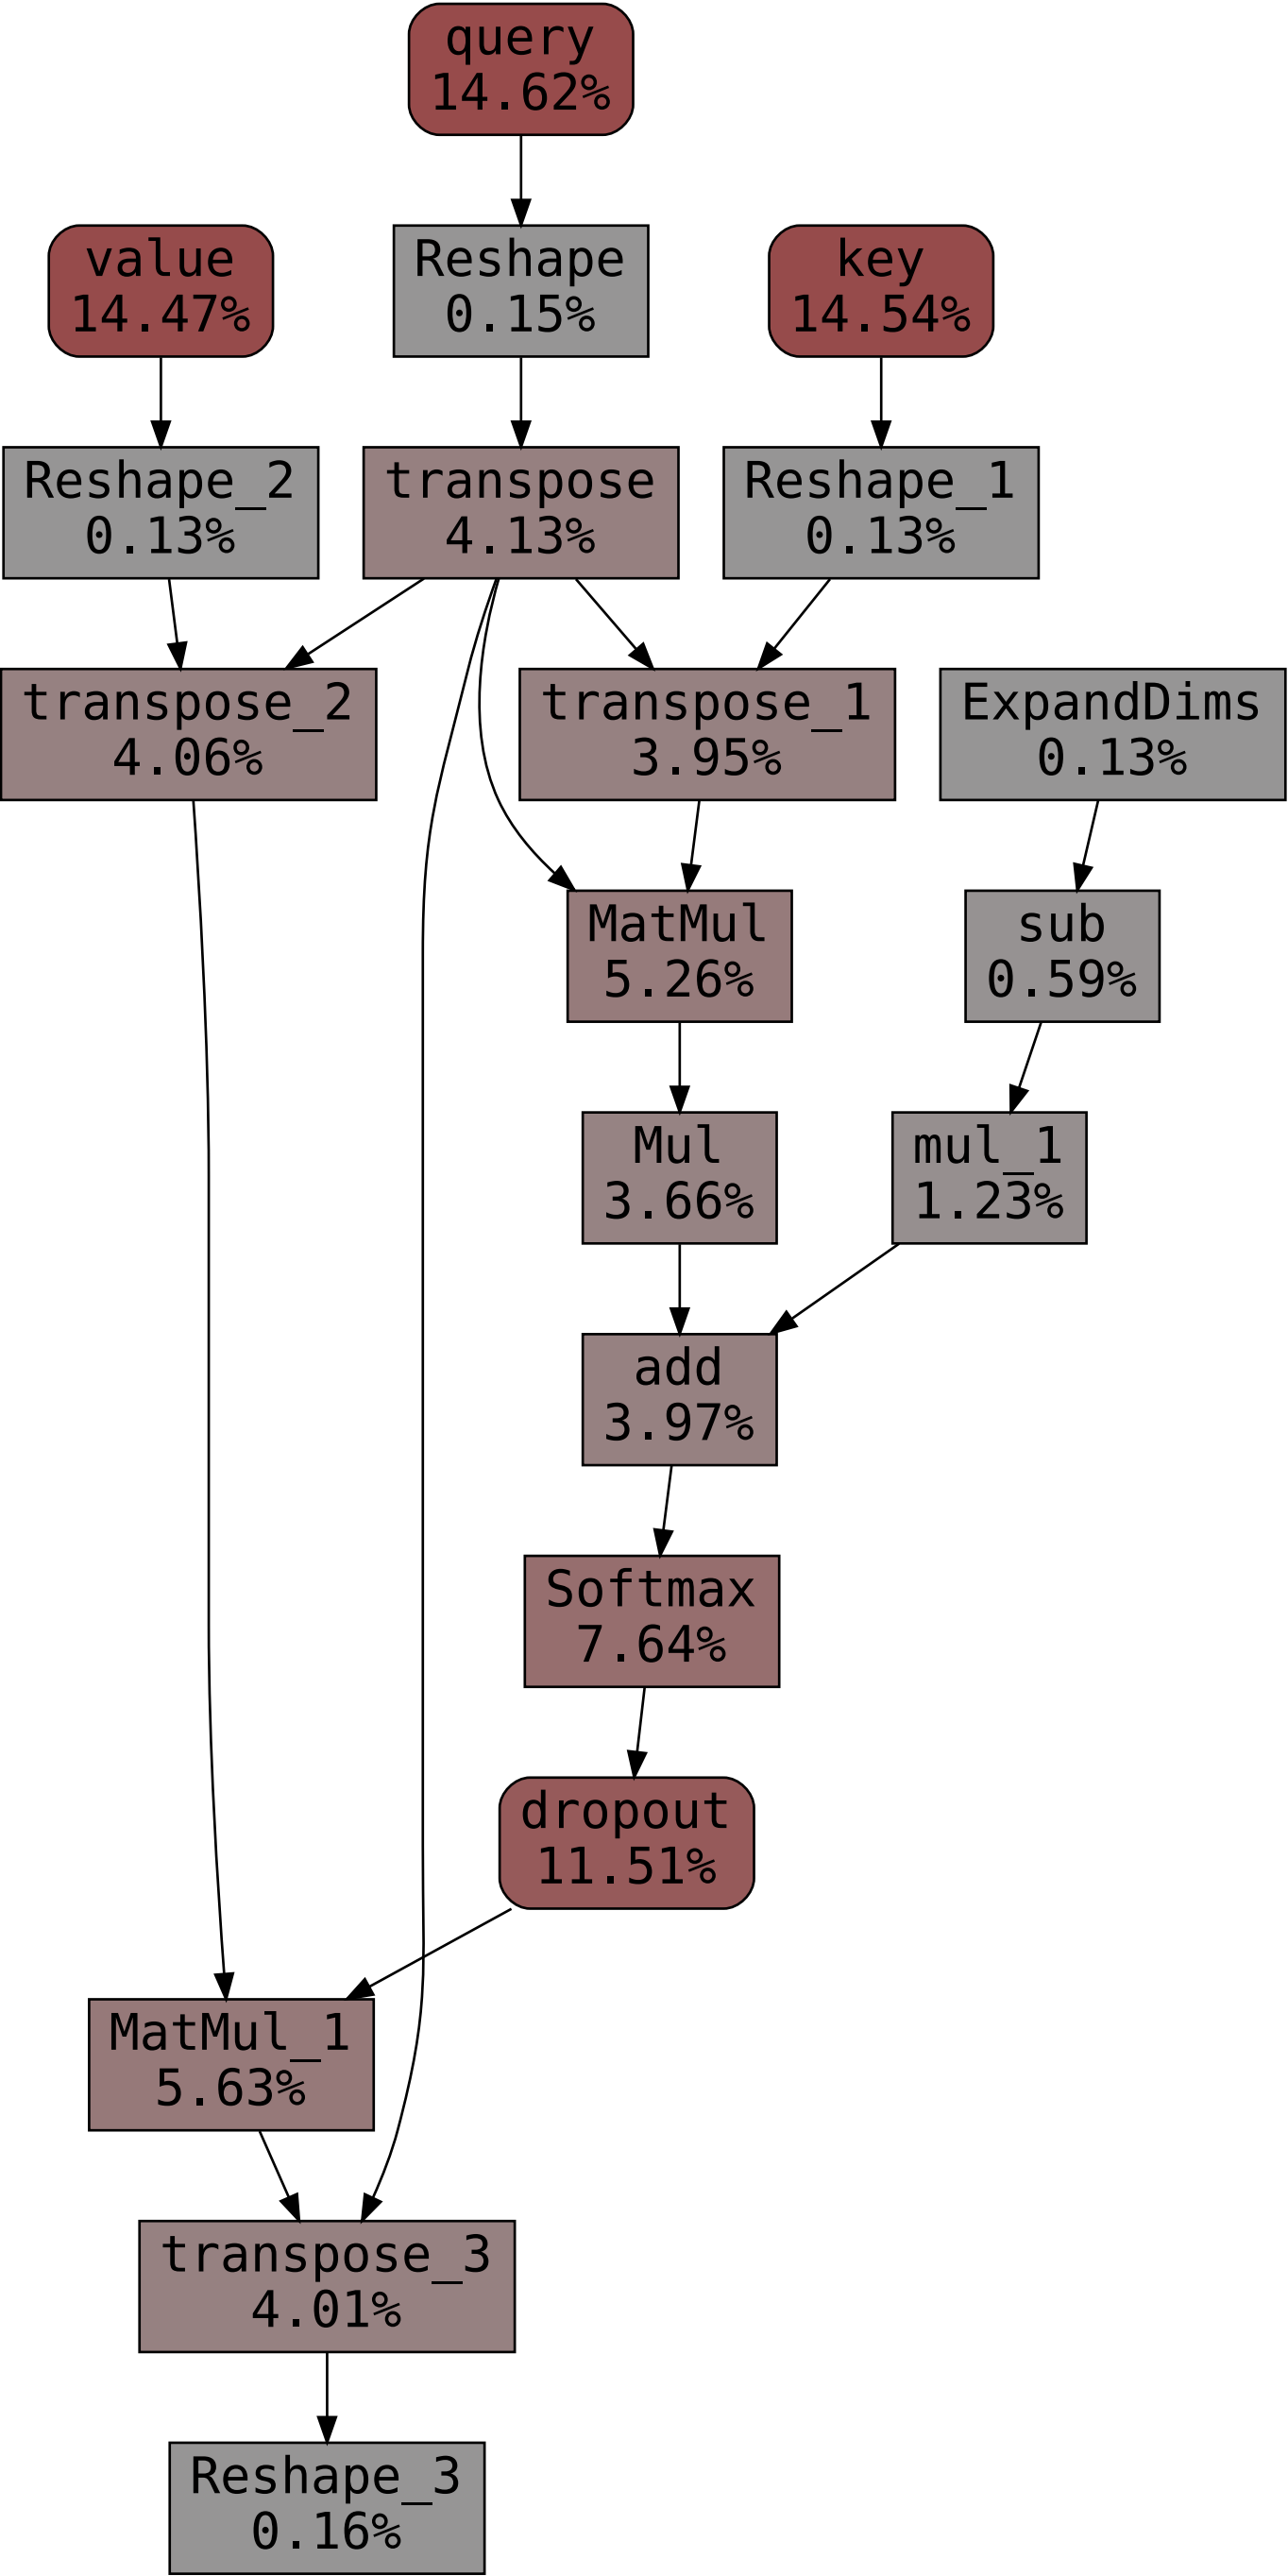 query
14.62%
value
14.47%
Reshape
0.15%
key
14.54%
Reshape_2
0.13%
transpose
4.13%
Reshape_1
0.13%
transpose_2
4.06%
transpose_1
3.95%
ExpandDims
0.13%
MatMul
5.26%
sub
0.59%
Mul
3.66%
mul_1
1.23%
add
3.97%
Softmax
7.64%
dropout
11.51%
MatMul_1
5.63%
transpose_3
4.01%
Reshape_3
0.16%